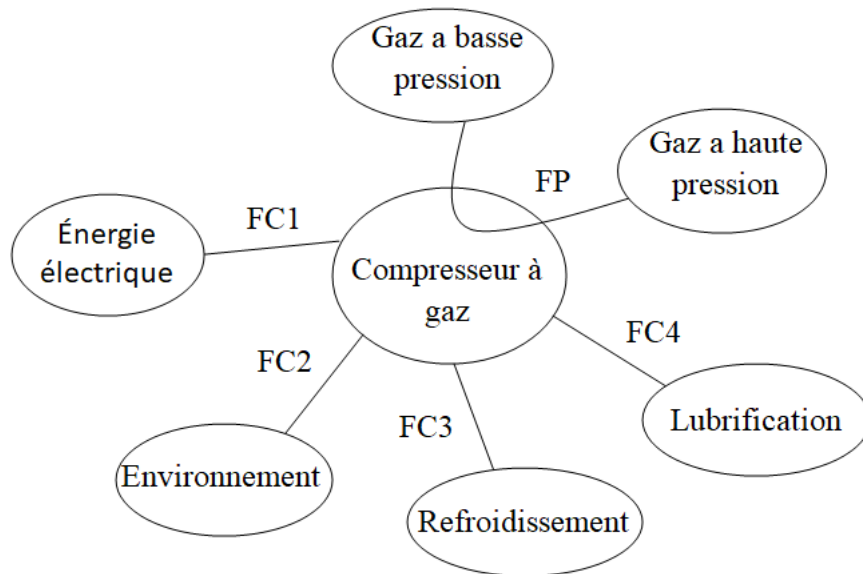 Gaz a basse
pression
Gaz a haute
pression
FP
FC1
Énergie
électrique
Compresseur à
gaz
FC4
FC2
Lubrification
FC3
Environnement
Refroidissement